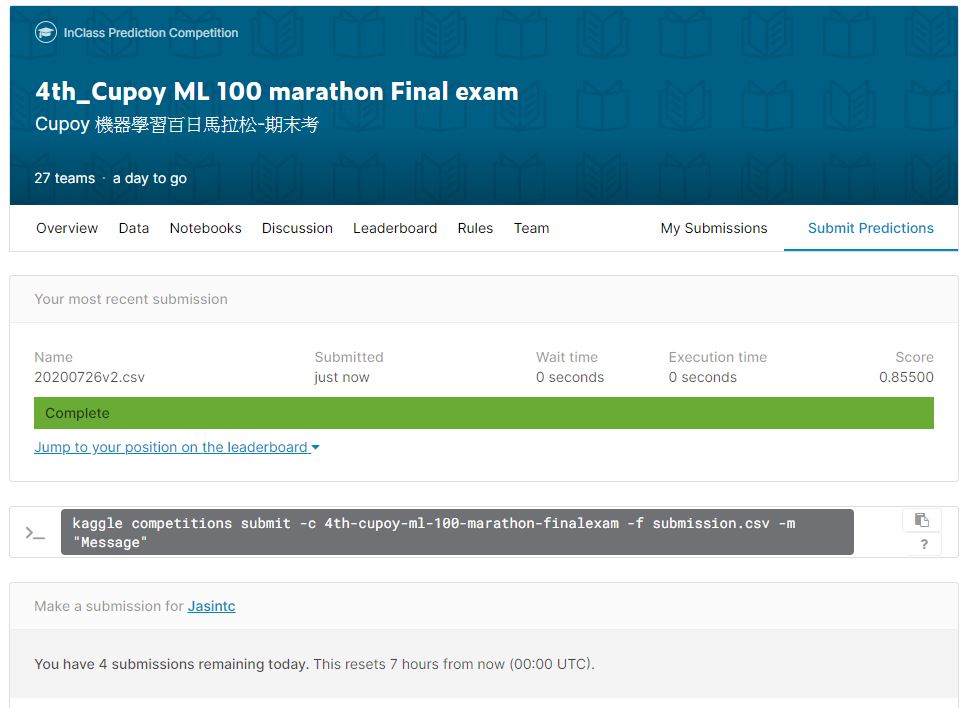 InClass Prediction Competition
4th_Cupoy ML 100 marathon Final exam
Cupoy 機器學習百日馬拉松-期末考
27 teams · a day to go
Overview Data Notebooks Discussion Leaderboard Rules Team My Submissions Submit Predictions
Your most recent submission
Name Submitted Wait time Execution time Score
20200726v2.csv just now 0 seconds 0 seconds 0.85500
Complete
Jump to your position on the leaderboard
>_ kaggle competitions submit -c 4th-cupoy-ml-100-marathon-finalexam -f submission.csv -m
"Message"
?
Make a submission for Jasintc
You have 4 submissions remaining today. This resets 7 hours from now (00:00 UTC).